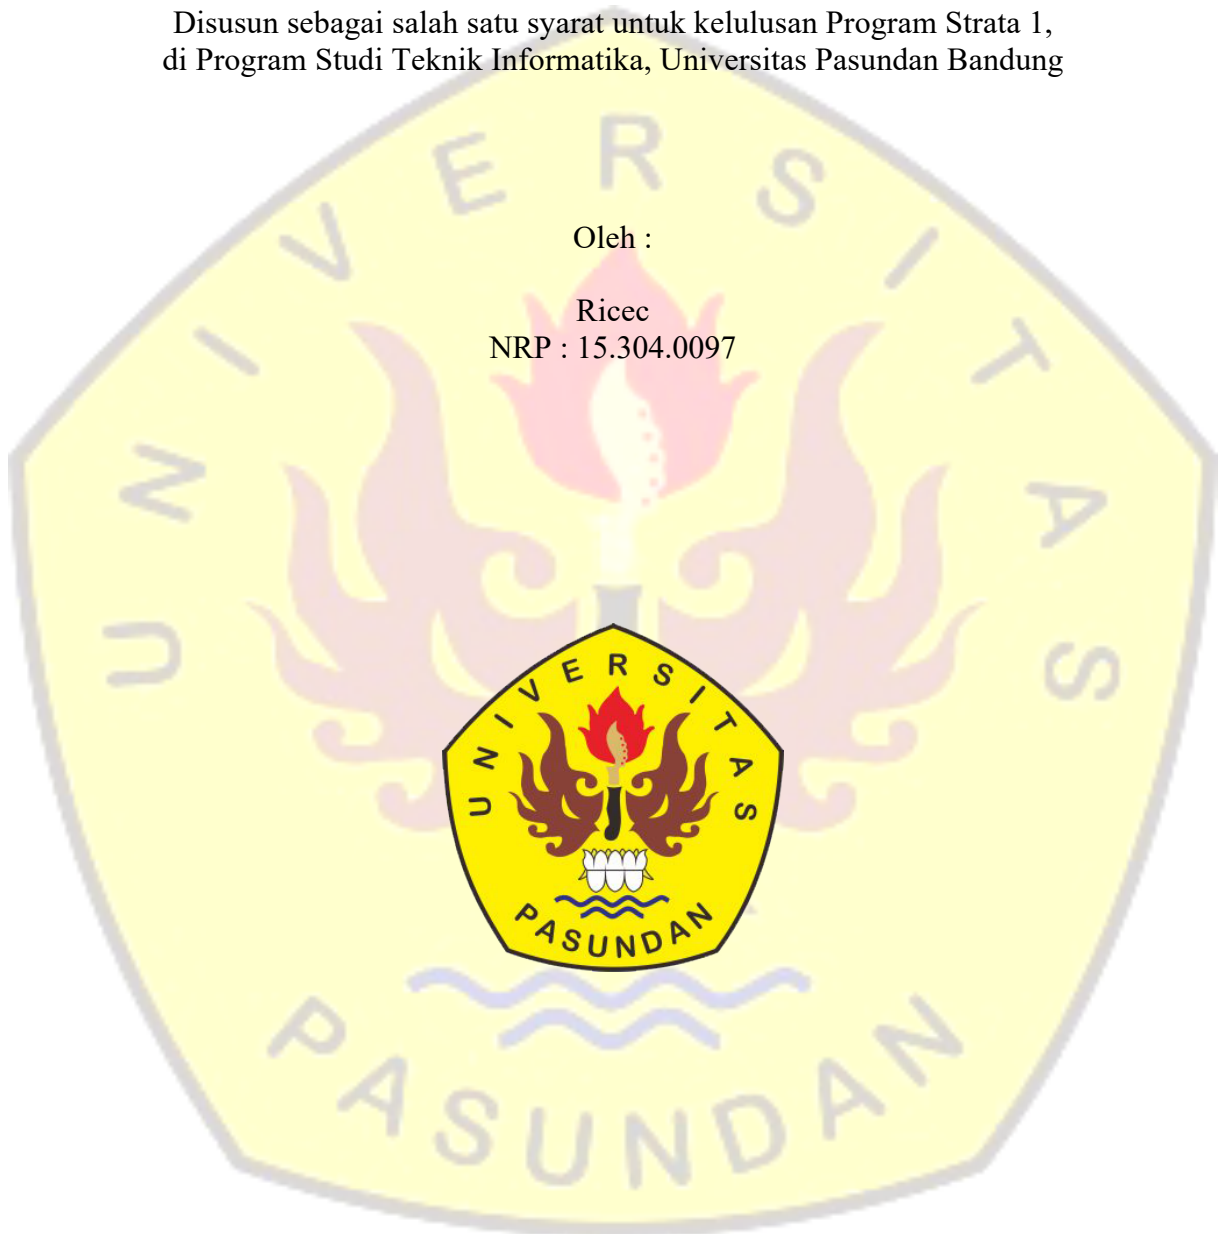 Disusun sebagai salah satu syarat untuk kelulusan Program Strata 1,
di Program Studi Teknik Informatika, Universitas Pasundan Bandung
UNIVERSITAS
Oleh :
Ricec
NRP : 15.304.0097
UNIVERSITAS
PASUNDAN
PASUNDAN